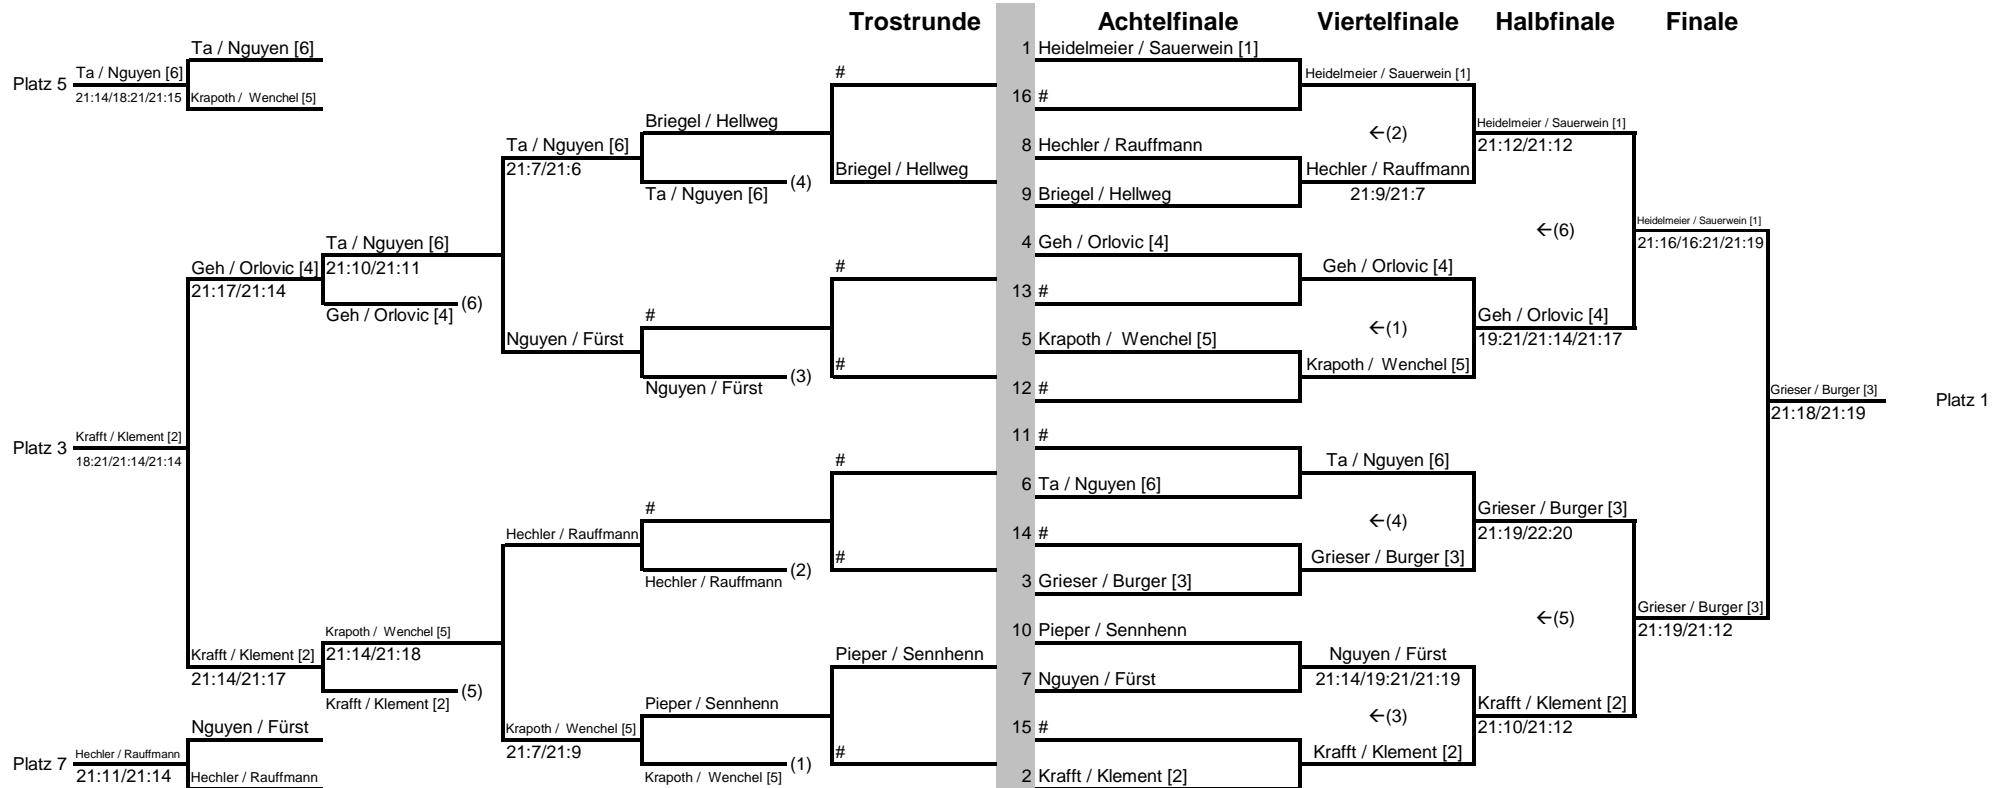 Trostrunde Achtelfinale Viertelfinale Halbfinale Finale
Ta / Nguyen [6]
Platz 5 Ta / Nguyen [6]
21:14/18:21/21:15 Krapoth / Wenchel [5]
#
Briegel / Hellweg
Ta / Nguyen [6]
21:7/21:6
Briegel / Hellweg
(4)
Ta / Nguyen [6]
Ta / Nguyen [6]
21:10/21:11
Geh / Orlovic [4]
21:17/21:14
(6)
Geh / Orlovic [4]
#
#
Nguyen / Fürst
#
(3)
Nguyen / Fürst
Platz 3 Krafft / Klement [2]
18:21/21:14/21:14
#
#
Hechler / Rauffmann
#
(2)
Hechler / Rauffmann
Krapoth / Wenchel [5]
21:14/21:18
Krafft / Klement [2]
21:14/21:17
(5)
Krafft / Klement [2]
Pieper / Sennhenn
Pieper / Sennhenn
Krapoth / Wenchel [5]
21:7/21:9
#
(1)
Krapoth / Wenchel [5]
Nguyen / Fürst
Platz 7 Hechler / Rauffmann
21:11/21:14 Hechler / Rauffmann
1 Heidelmeier / Sauerwein [1]
16 #
8 Hechler / Rauffmann
9 Briegel / Hellweg
4 Geh / Orlovic [4]
13 #
5 Krapoth / Wenchel [5]
12 #
11 #
6 Ta / Nguyen [6]
14 #
3 Grieser / Burger [3]
10 Pieper / Sennhenn
7 Nguyen / Fürst
15 #
2 Krafft / Klement [2]
Heidelmeier / Sauerwein [1]
←(2)
Hechler / Rauffmann
21:9/21:7
Geh / Orlovic [4]
←(1)
Krapoth / Wenchel [5]
Ta / Nguyen [6]
←(4)
Grieser / Burger [3]
Nguyen / Fürst
21:14/19:21/21:19
←(3)
Krafft / Klement [2]
Heidelmeier / Sauerwein [1]
21:12/21:12
←(6)
Geh / Orlovic [4]
19:21/21:14/21:17
Grieser / Burger [3]
21:19/22:20
←(5)
Krafft / Klement [2]
21:10/21:12
Heidelmeier / Sauerwein [1]
21:16/16:21/21:19
Grieser / Burger [3]
21:19/21:12
Grieser / Burger [3]
21:18/21:19
Platz 1